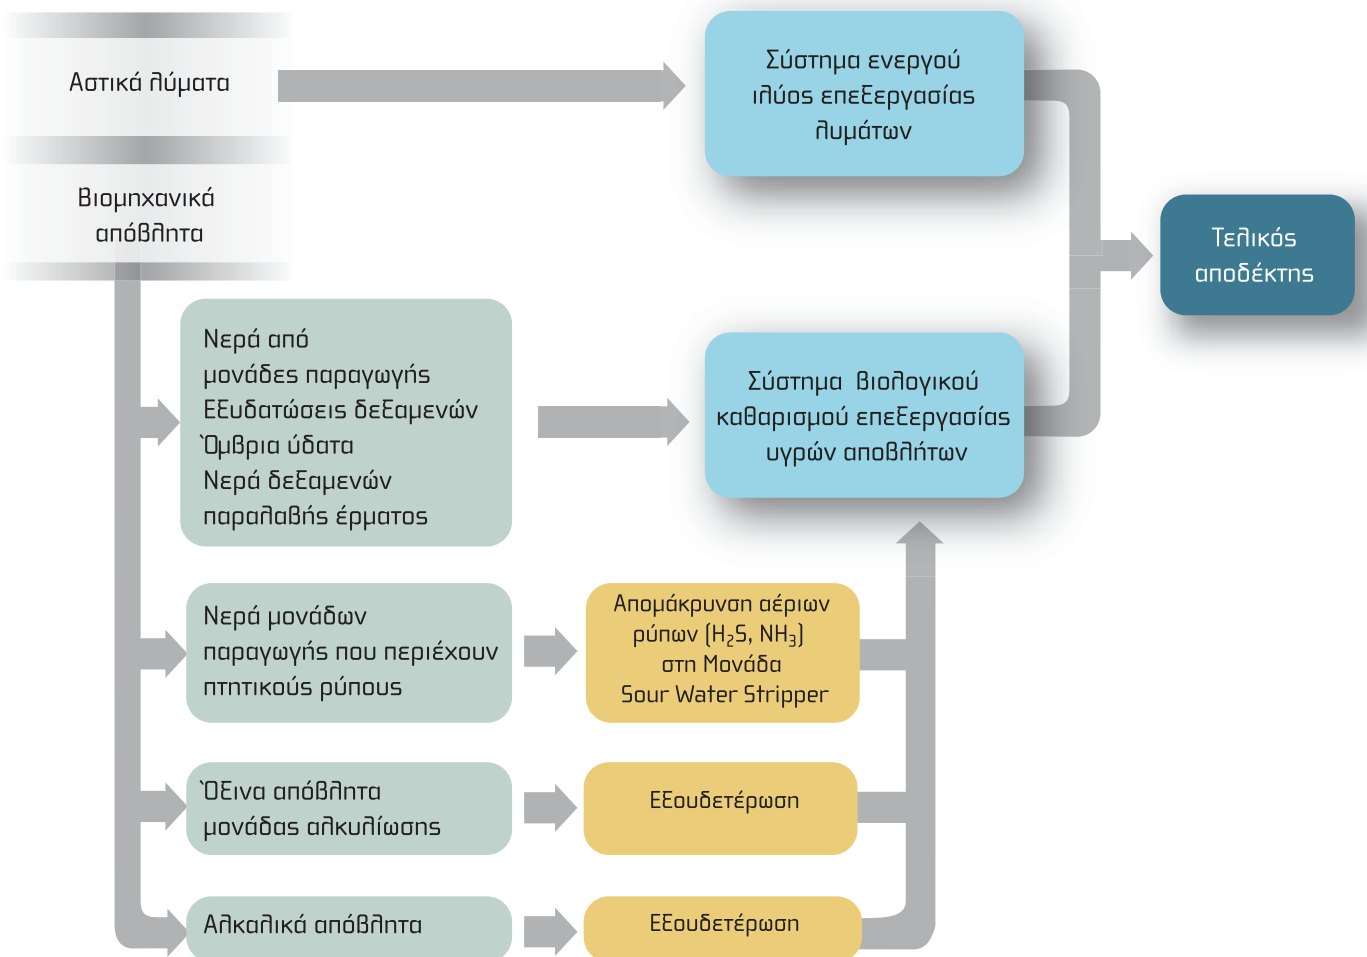 Αστικά λύματα
Σύστημα ενεργού
ιλύος επεξεργασίας
λυμάτων
Βιομηχανικά
απόβλητα
Τελικός
αποδέκτης
Νερά από
μονάδες παραγωγής
Εξυδατώσεις δεξαμενών
Όμβρια ύδατα
Νερά δεξαμενών
παραλαβής έρματος
Σύστημα βιολογικού
καθαρισμού επεξεργασίας
υγρών αποβλήτων
Νερά μονάδων
παραγωγής που περιέχουν
πτητικούς ρύπους
Απομάκρυνση αέριων
ρύπων (H₂S, NH₃)
στη Μονάδα
Sour Water Stripper
Όξινα απόβλητα
μονάδας αλκυλίωσης
Εξουδετέρωση
Αλκαλικά απόβλητα
Εξουδετέρωση